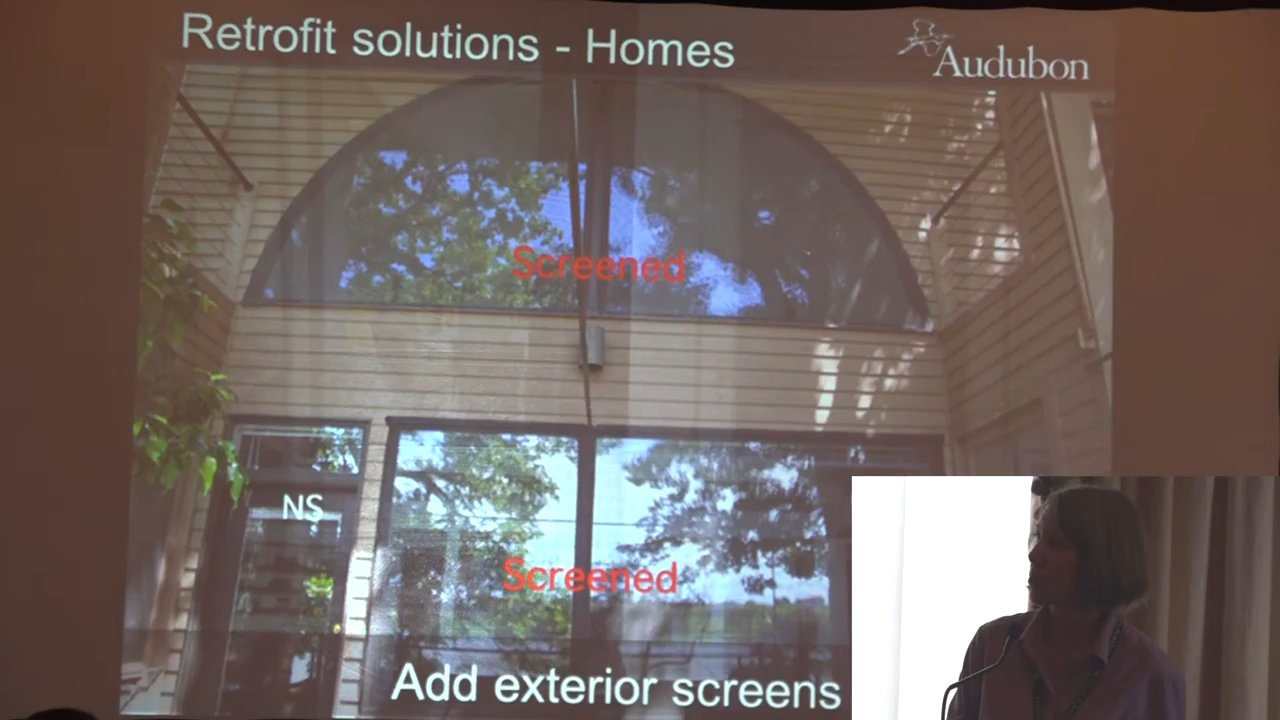 Retrofit solutions - Homes
Audubon
Screened
NS
Screened
Add exterior screens